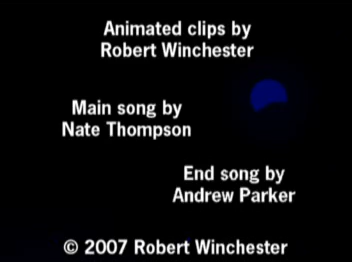 Animated clips by
Robert Winchester
Main song by
Nate Thompson
End song by
Andrew Parker
© 2007 Robert Winchester